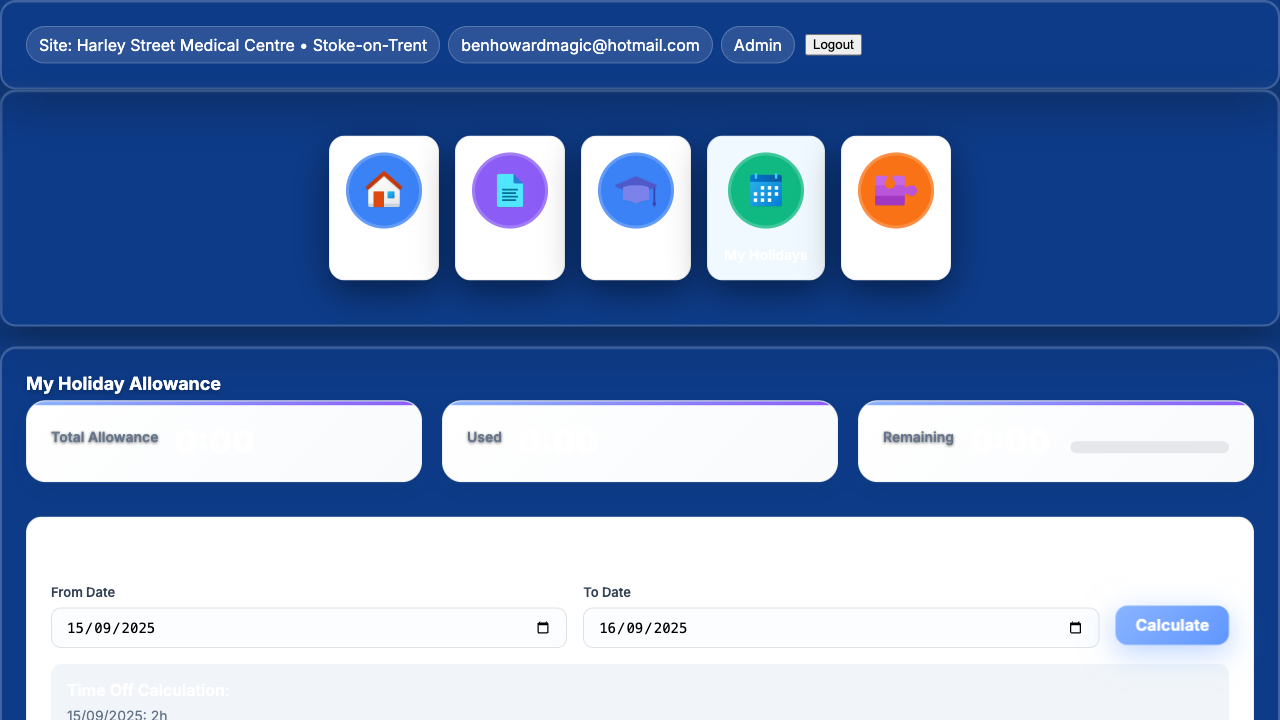 Site: Harley Street Medical Centre • Stoke-on-Trent
benhowardmagic@hotmail.com
Admin
Logout
My Holidays
My Holiday Allowance
Total Allowance
0:00
Used
0:00
Remaining
0:00
From Date
To Date
15/09/2025
16/09/2025
Calculate
Time Off Calculation:
15/09/2025: 2h